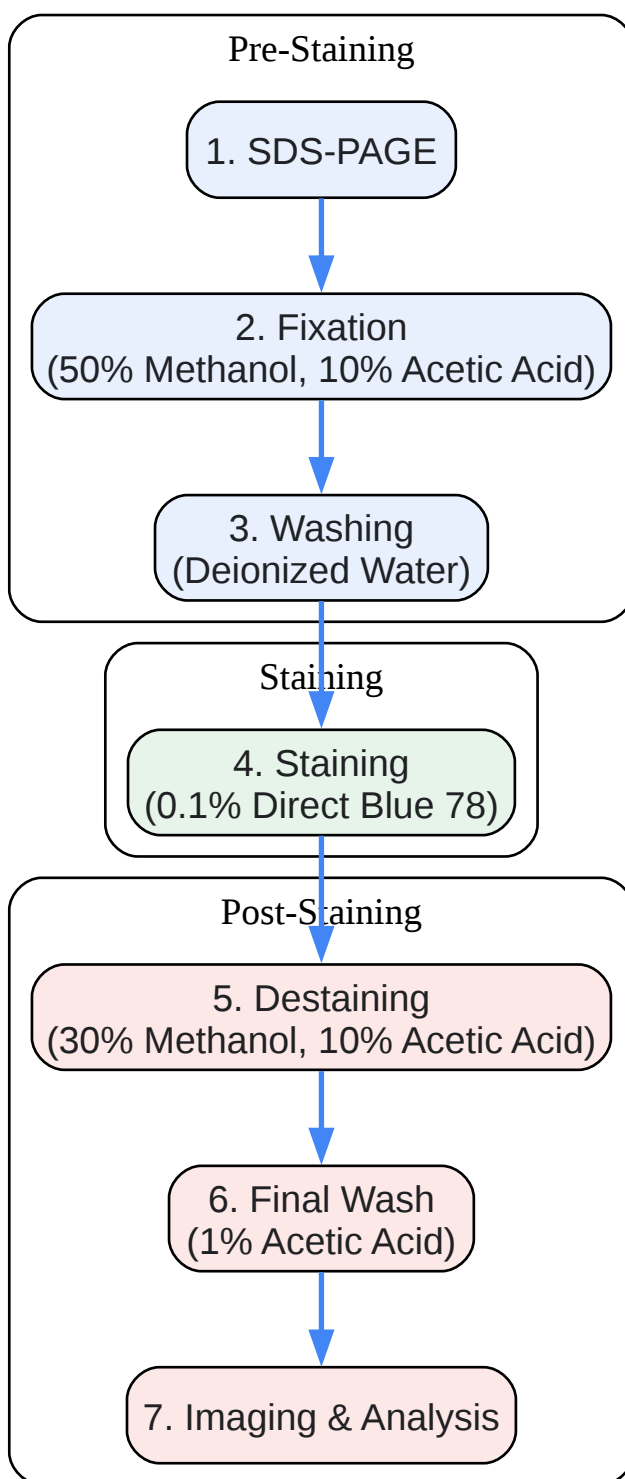 Pre-Staining
1. SDS-PAGE
2. Fixation
(50% Methanol, 10% Acetic Acid)
3. Washing
(Deionized Water)
Staining
4. Staining
(0.1% Direct Blue 78)
Post-Staining
5. Destaining
(30% Methanol, 10% Acetic Acid)
6. Final Wash
(1% Acetic Acid)
7. Imaging & Analysis